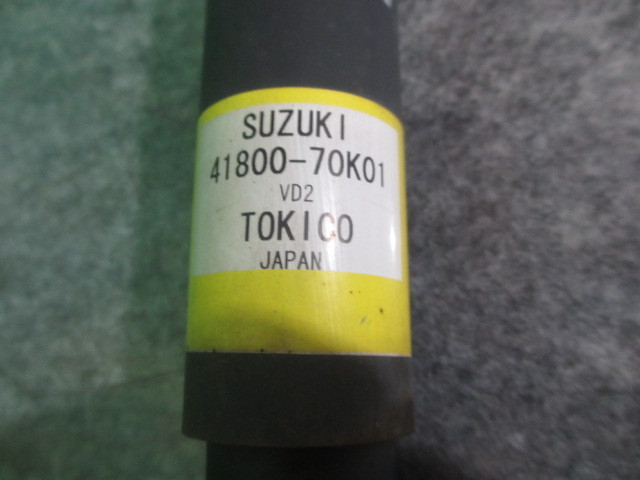 SUZUKI
41800-70K01
VD2
TOKICO
JAPAN